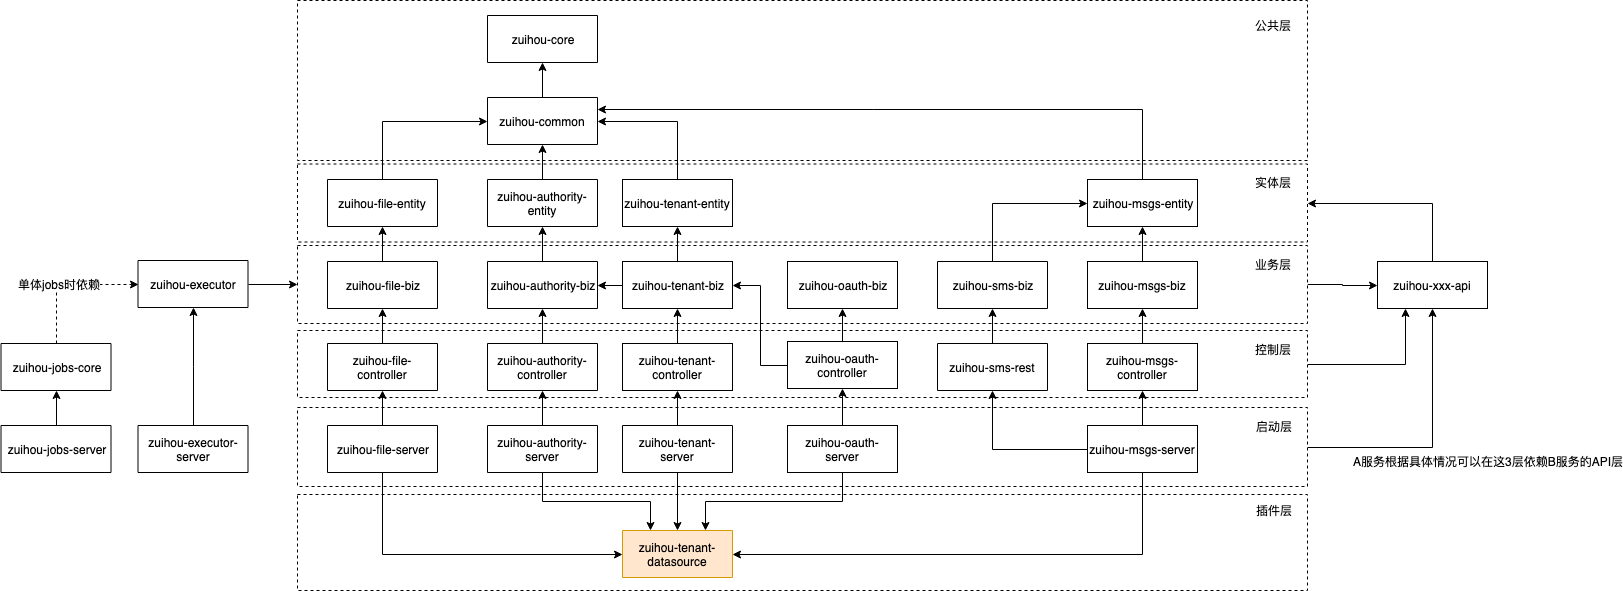 公共层
zuihou-core
zuihou-common
实体层
zuihou-file-entity
zuihou-authority-
entity
zuihou-tenant-entity
zuihou-msgs-entity
业务层
单体jobs时依赖
zuihou-executor
zuihou-file-biz
zuihou-authority-biz
zuihou-tenant-biz
zuihou-oauth-biz
zuihou-sms-biz
zuihou-msgs-biz
zuihou-xxx-api
控制层
zuihou-jobs-core
zuihou-file-
controller
zuihou-authority-
controller
zuihou-tenant-
controller
zuihou-oauth-
controller
zuihou-sms-rest
zuihou-msgs-
controller
启动层
zuihou-jobs-server
zuihou-executor-
server
zuihou-file-server
zuihou-authority-
server
zuihou-tenant-
server
zuihou-oauth-
server
zuihou-msgs-server
A服务根据具体情况可以在这3层依赖B服务的API层
插件层
zuihou-tenant-
datasource